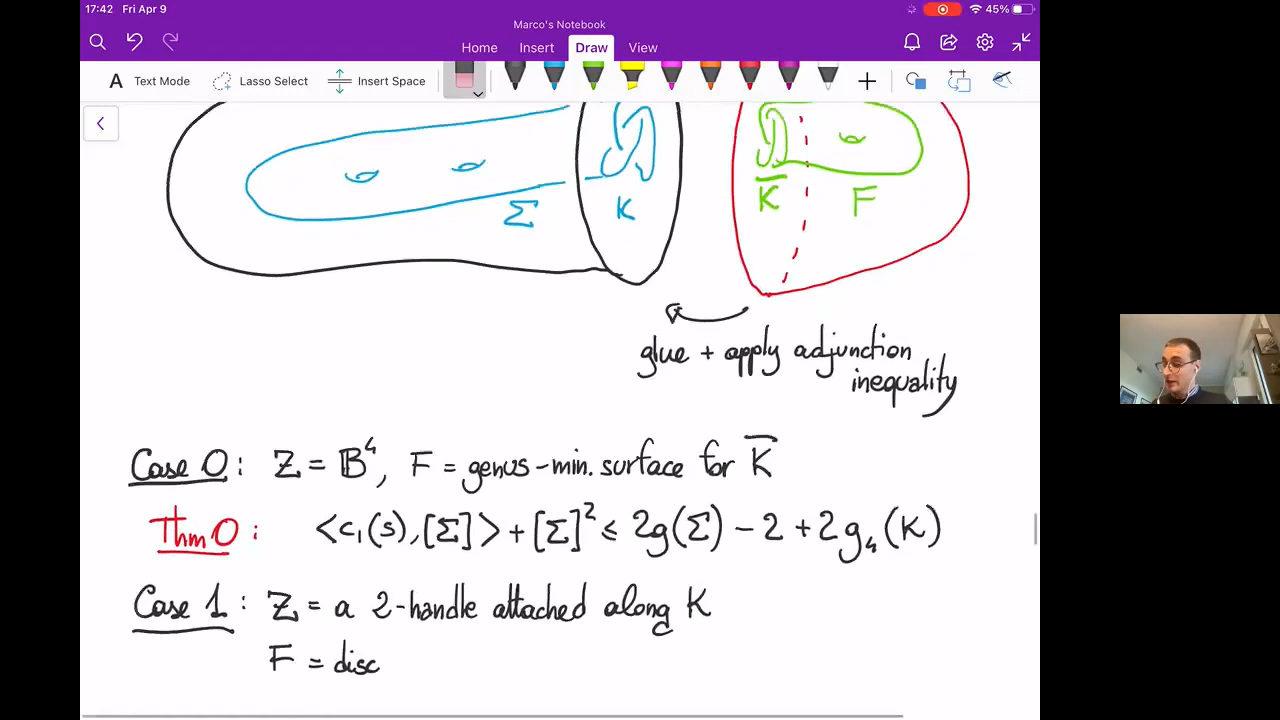 17:42 Fri Apr 9
45%
Marco's Notebook
Home Insert Draw View
A Text Mode Lasso Select Insert Space
Σ K
K̅ F
glue + apply adjunction
inequality
Case 0: Z = B⁴, F = genus-min. surface for K̅
Thm 0: <c₁(s), [Σ]> + [Σ]² ≤ 2g(Σ) - 2 + 2g₄(K)
Case 1: Z = a 2-handle attached along K
F = disc